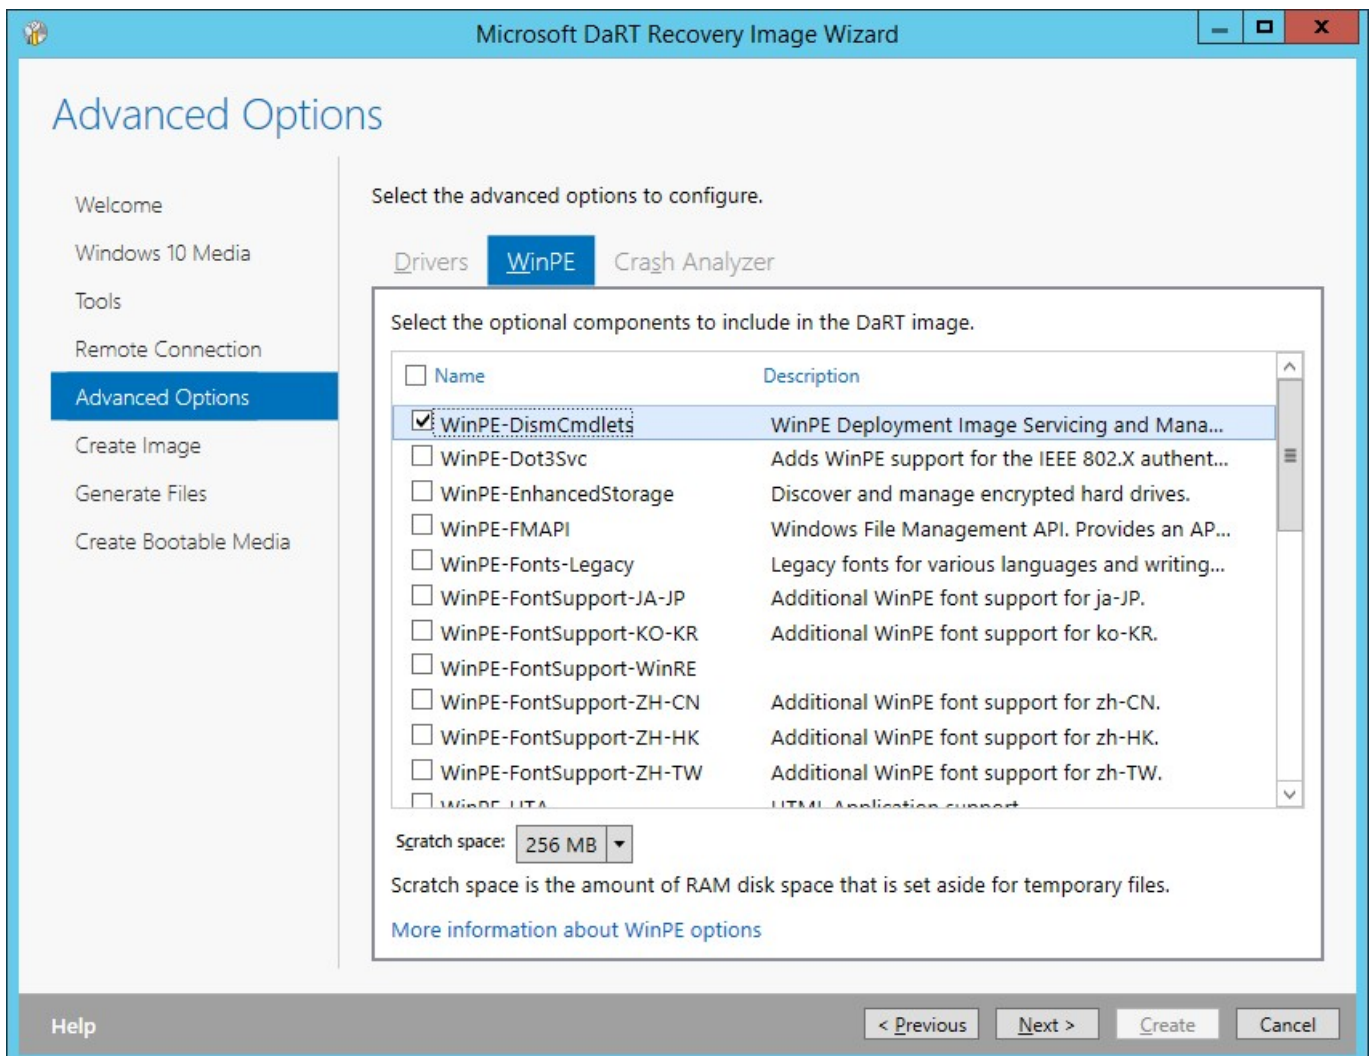 Microsoft DaRT Recovery Image Wizard
Advanced Options
Welcome
Windows 10 Media
Tools
Remote Connection
Advanced Options
Create Image
Generate Files
Create Bootable Media
Select the advanced options to configure.
Drivers WinPE Crash Analyzer
Select the optional components to include in the DaRT image.
Name Description
WinPE-DismCmdlets WinPE Deployment Image Servicing and Mana...
WinPE-Dot3Svc Adds WinPE support for the IEEE 802.X authent...
WinPE-EnhancedStorage Discover and manage encrypted hard drives.
WinPE-FMAPI Windows File Management API. Provides an AP...
WinPE-Fonts-Legacy Legacy fonts for various languages and writing...
WinPE-FontSupport-JA-JP Additional WinPE font support for ja-JP.
WinPE-FontSupport-KO-KR Additional WinPE font support for ko-KR.
WinPE-FontSupport-WinRE
WinPE-FontSupport-ZH-CN Additional WinPE font support for zh-CN.
WinPE-FontSupport-ZH-HK Additional WinPE font support for zh-HK.
WinPE-FontSupport-ZH-TW Additional WinPE font support for zh-TW.
WinPE-HTA HTML Application support
Scratch space: 256 MB
Scratch space is the amount of RAM disk space that is set aside for temporary files.
More information about WinPE options
Help < Previous Next > Create Cancel